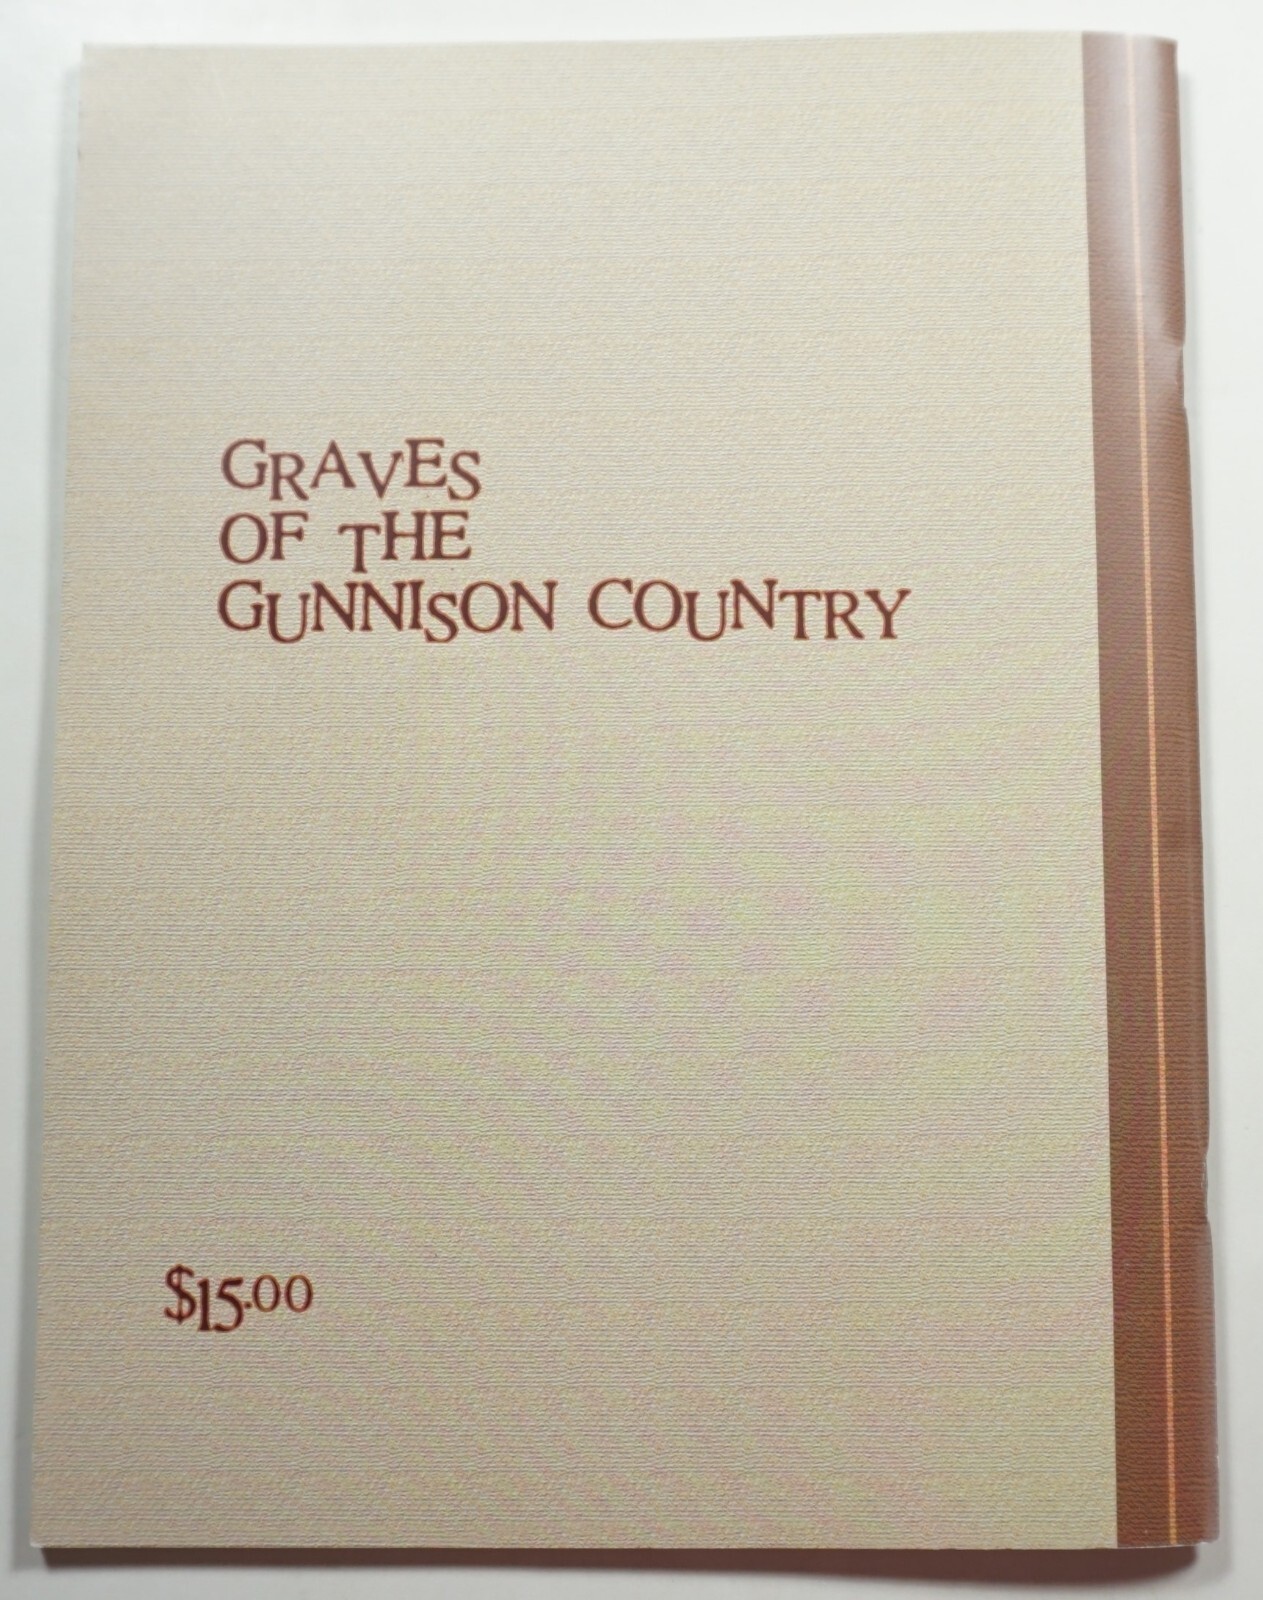 GRAVES
OF THE
GUNNISON COUNTRY
$15.00